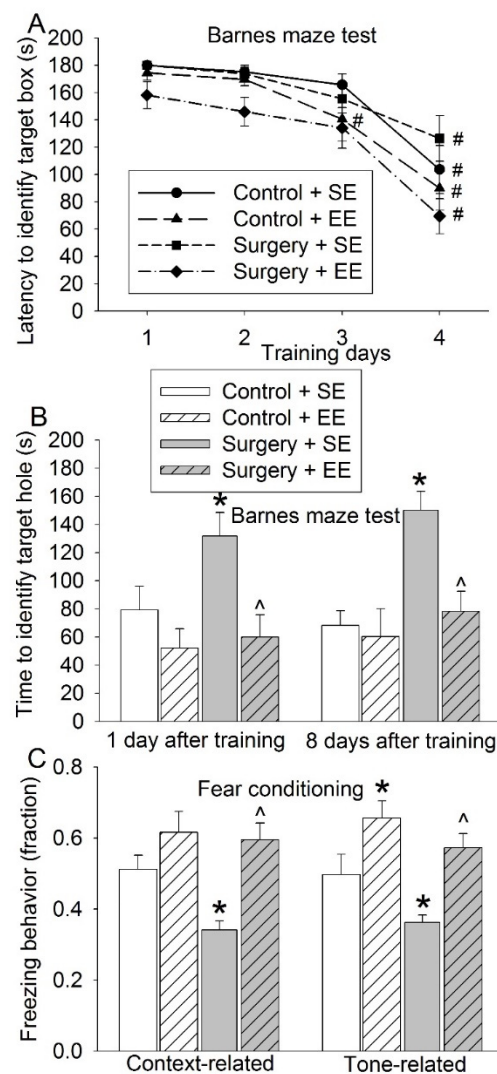 A
Barnes maze test
Latency to identify target box (s)
200
180
160
140
120
100
80
60
40
20
0
#
#
#
#
#
Control + SE
Control + EE
Surgery + SE
Surgery + EE
1 2 3 4
Training days
Control + SE
Control + EE
Surgery + SE
Surgery + EE
B
Barnes maze test
Time to identify target hole (s)
200
180
160
140
120
100
80
60
40
20
0
* ^ * ^
1 day after training 8 days after training
C
Fear conditioning
Freezing behavior (fraction)
0.8
0.6
0.4
0.2
0.0
* ^ * * ^
Context-related Tone-related